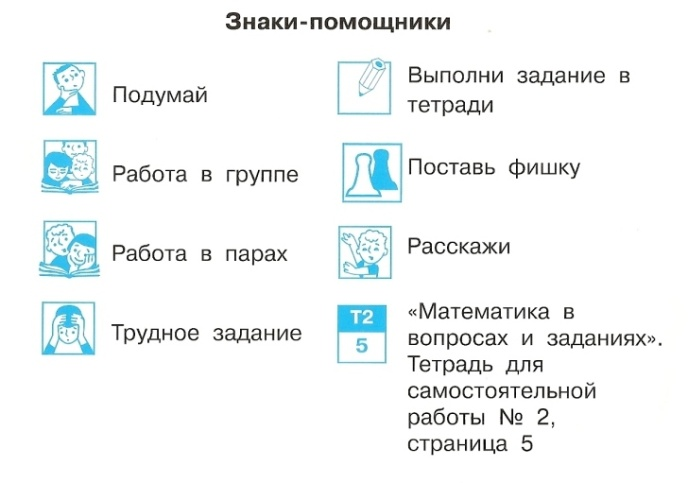 Знаки-помощники
Подумай
Работа в группе
Работа в парах
Трудное задание
Выполни задание в
тетради
Поставь фишку
Расскажи
Т2
5
«Математика в
вопросах и заданиях».
Тетрадь для
самостоятельной
работы № 2,
страница 5